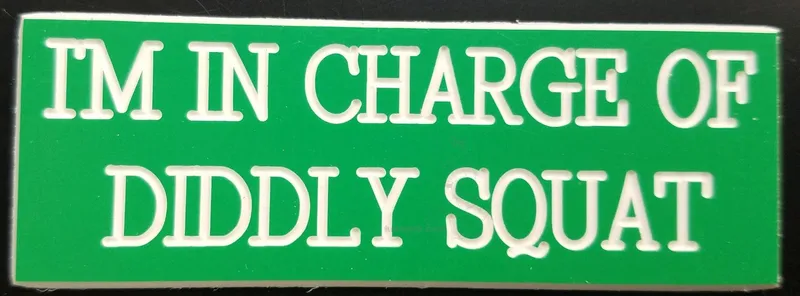 I'M IN CHARGE OF
DIDDLY SQUAT